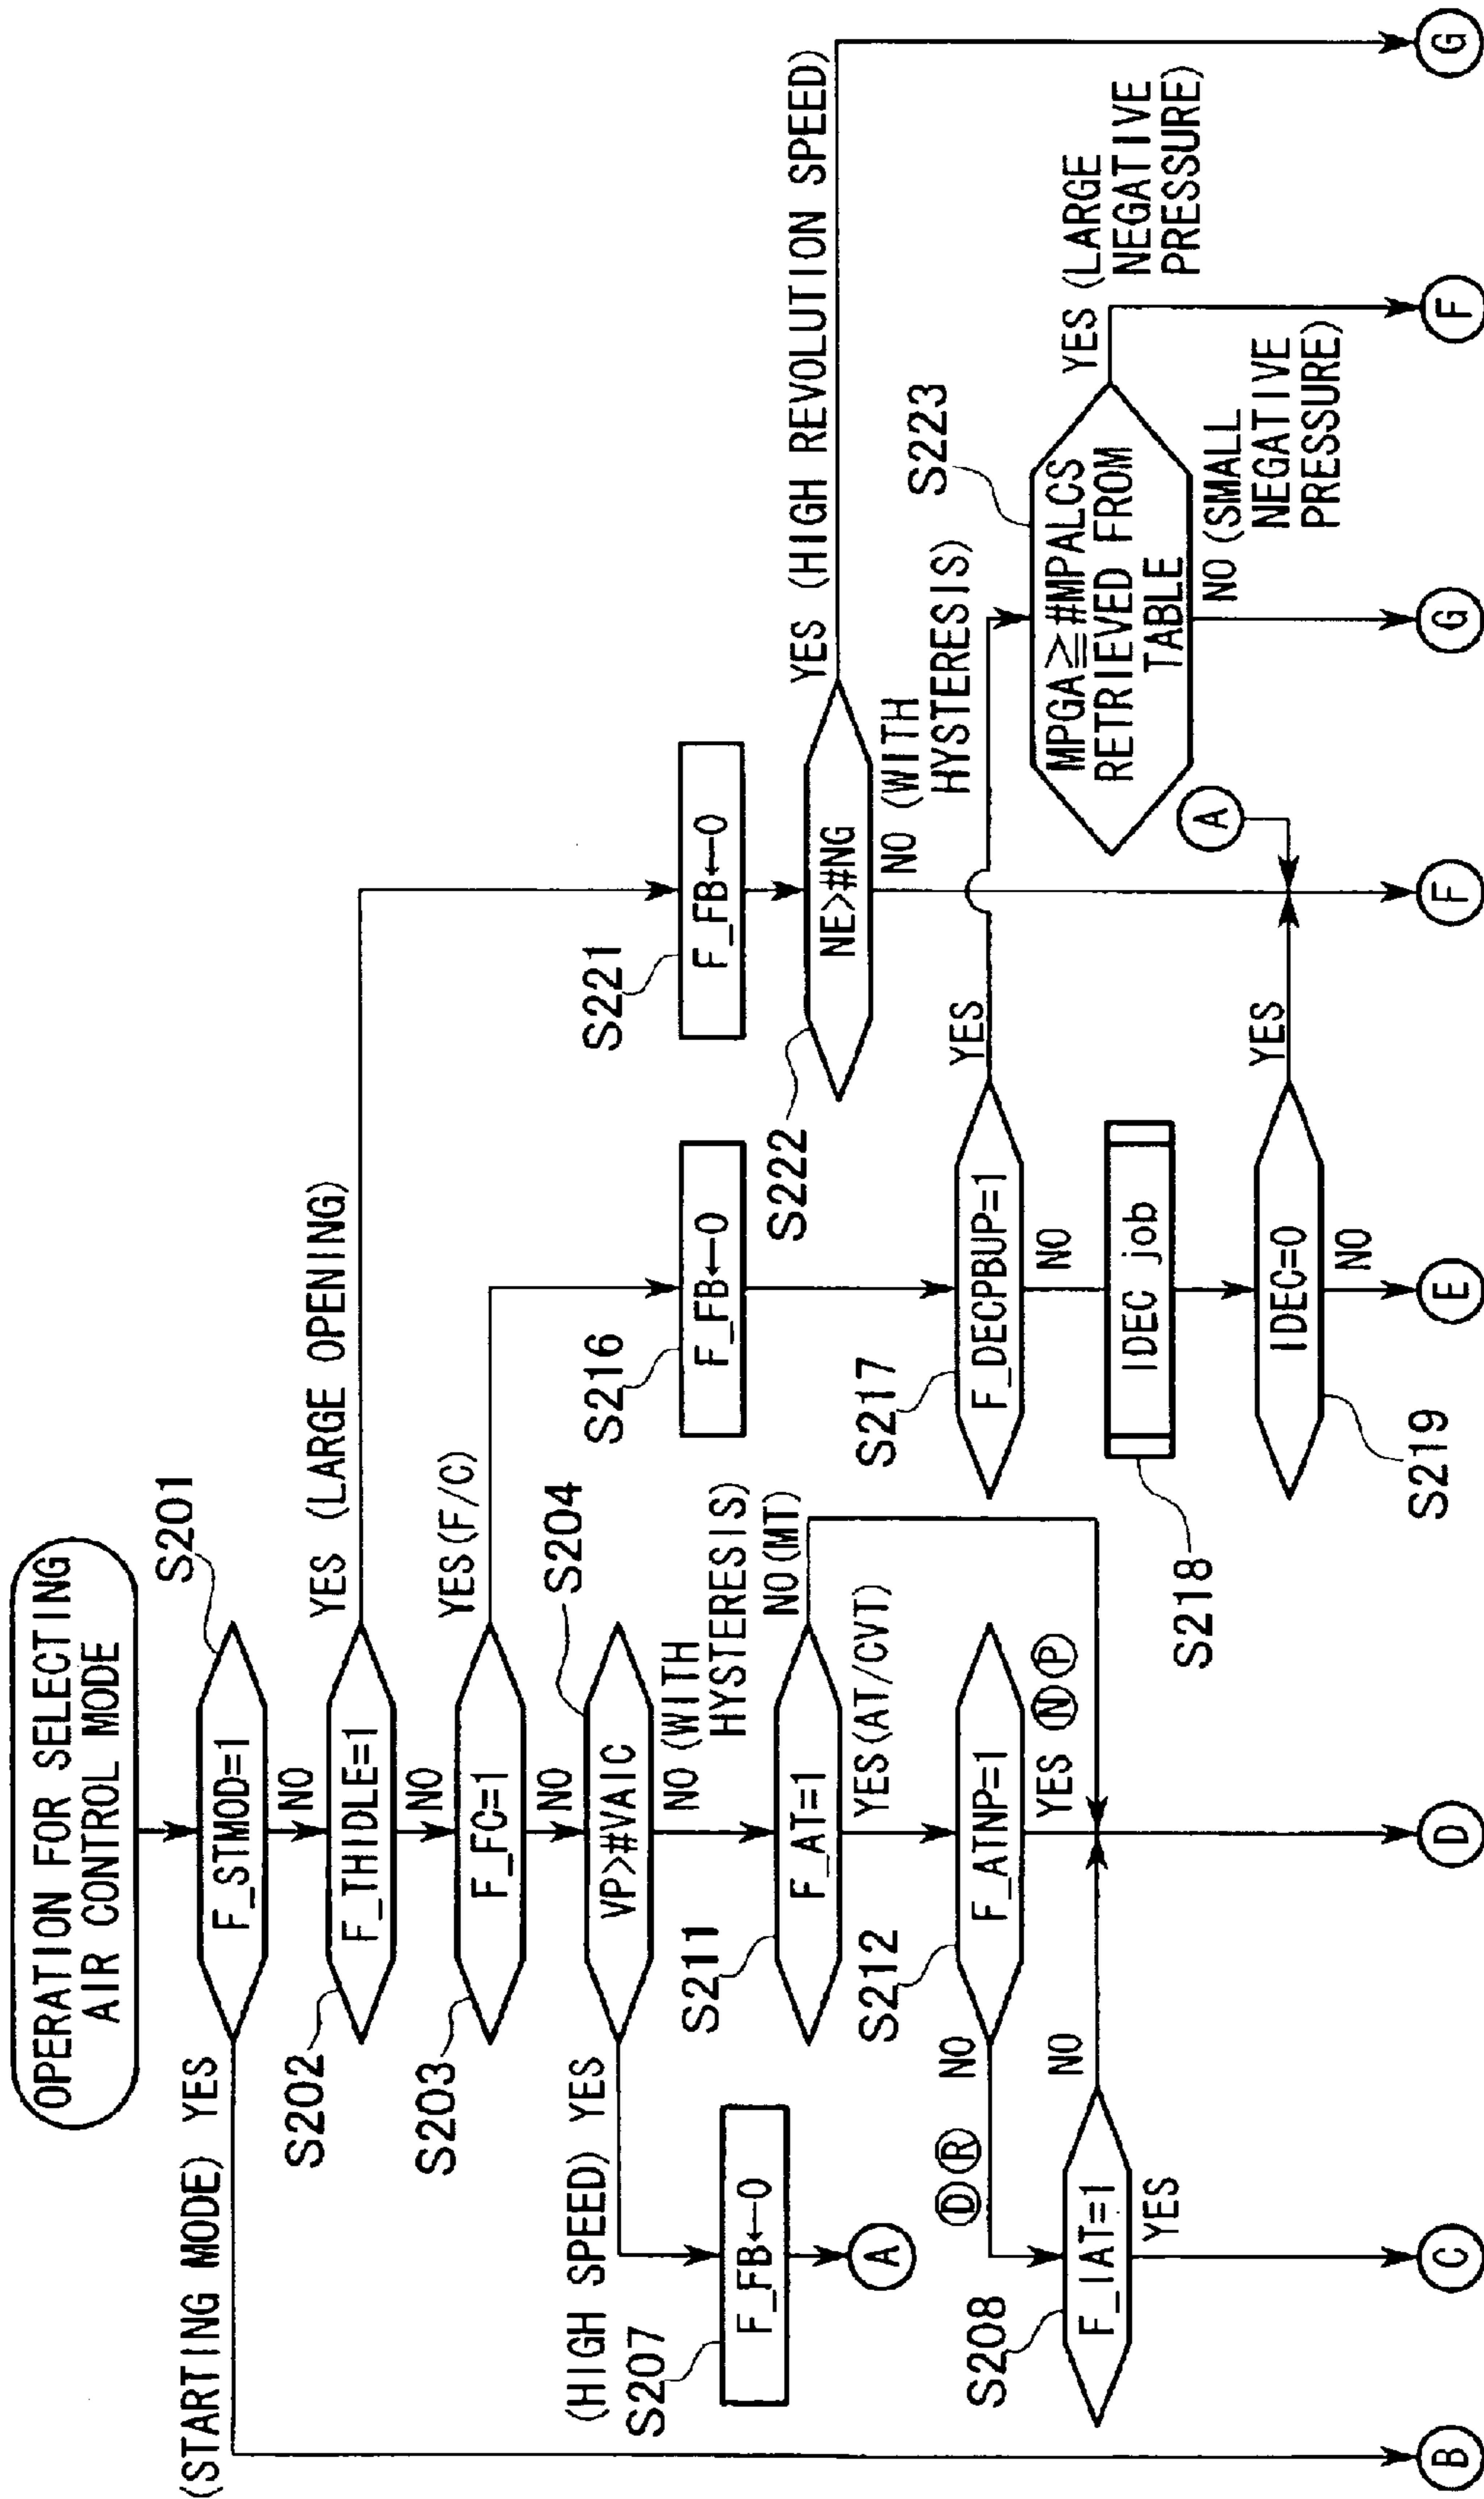 OPERATION FOR SELECTING
AIR CONTROL MODE
S201
F_STMOD=1
(STARTING MODE) YES
NO
S202
F_THIDLE=1
YES (LARGE OPENING)
NO
S203
F_FC=1
YES(F/C)
NO
S204
VP>#VAIC
(HIGH SPEED) YES
NO (WITH
HYSTERESIS)
S207
F_FB←0
A
S211
F_AT=1
NO(MT)
YES(AT/CVT)
S212
F_ATNP=1
NO
D R
YES N P
S208
F_IAT=1
NO
YES
S216
F_FB←0
S217
F_DECPBUP=1
YES
NO
S218
IDEC job
S219
IDEC=0
YES
NO
S221
F_FB←0
S222
NE>#NG
YES (HIGH REVOLUTION SPEED)
NO (WITH
HYSTERESIS)
S223
MPGA≧#MPALCS
RETRIEVED FROM
TABLE
YES (LARGE
NEGATIVE
PRESSURE)
NO (SMALL
NEGATIVE
PRESSURE)
A
B
C
D
E
F
G
F
G